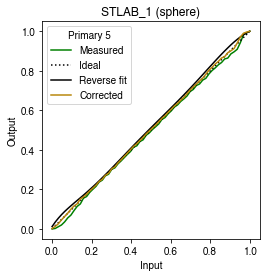 STLAB_1 (sphere)
Primary 5
Measured
Ideal
Reverse fit
Corrected
Output
1.0
0.8
0.6
0.4
0.2
0.0
0.0 0.2 0.4 0.6 0.8 1.0
Input